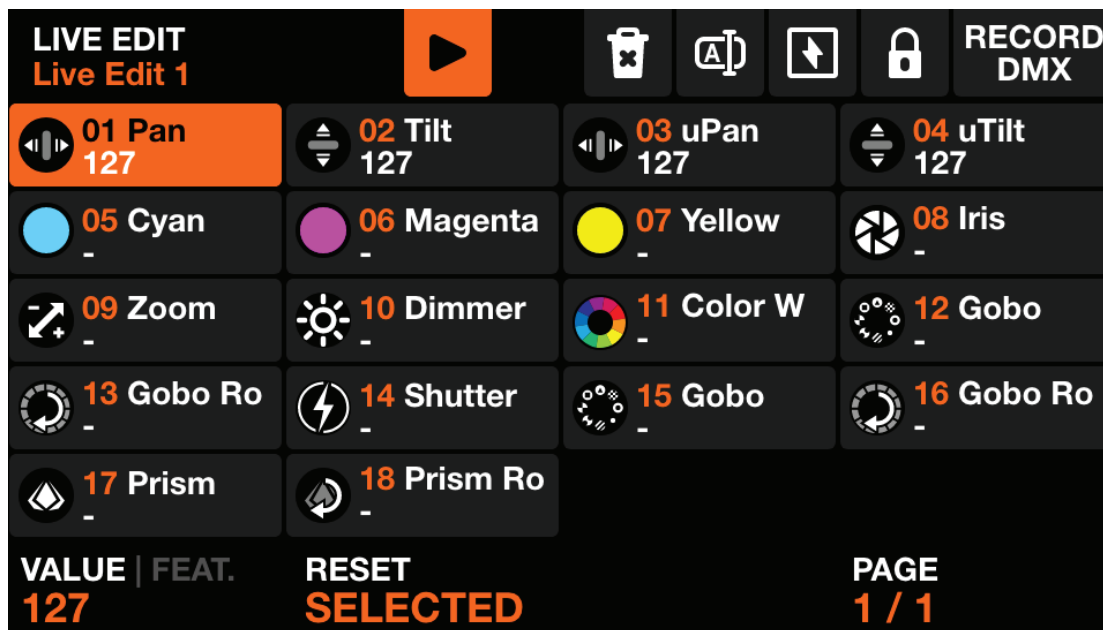 LIVE EDIT
Live Edit 1
A
RECORD
DMX
01 Pan
127
02 Tilt
127
03 uPan
127
04 uTilt
127
05 Cyan
-
06 Magenta
-
07 Yellow
-
08 Iris
-
09 Zoom
-
10 Dimmer
-
11 Color W
-
12 Gobo
-
13 Gobo Ro
-
14 Shutter
-
15 Gobo
-
16 Gobo Ro
-
17 Prism
-
18 Prism Ro
-
VALUE | FEAT.
127
RESET
SELECTED
PAGE
1 / 1